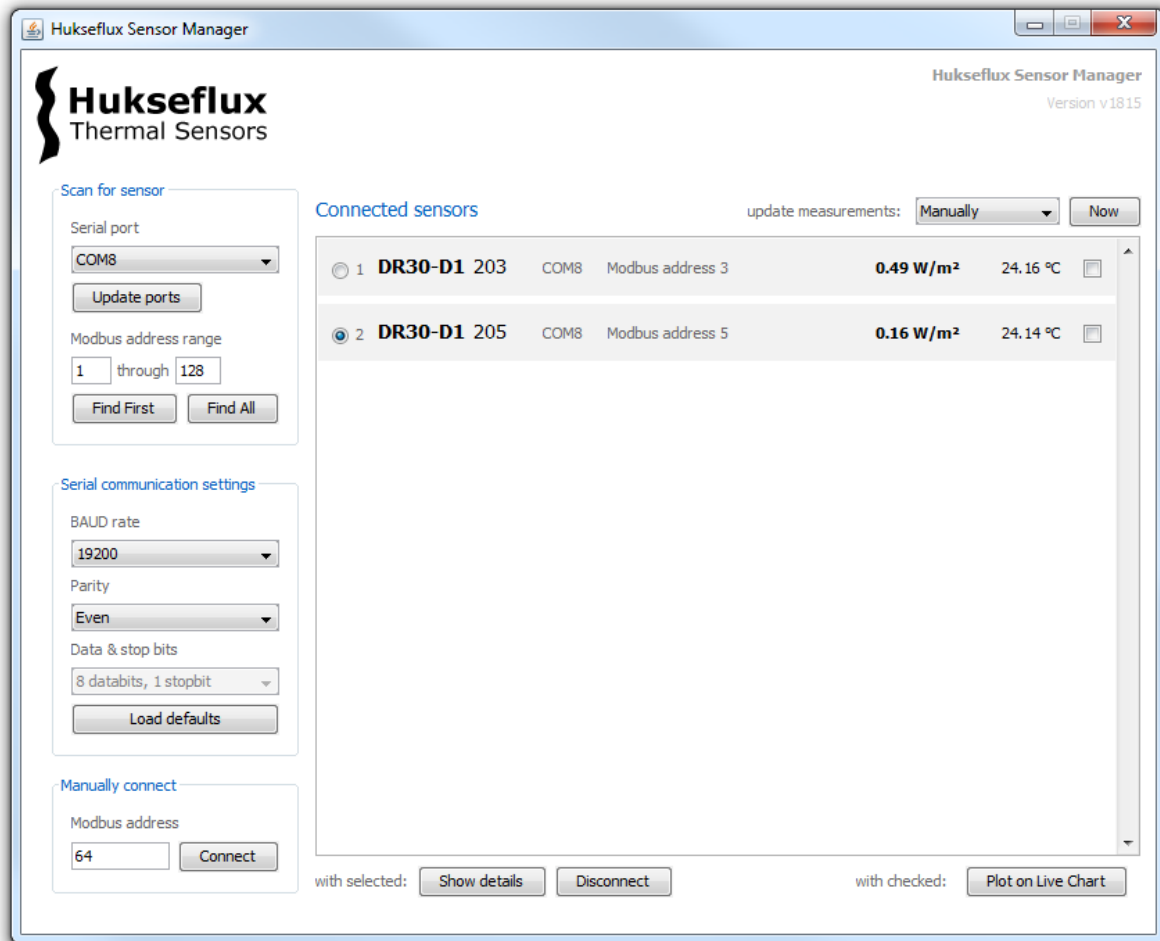 Hukseflux Sensor Manager
Hukseflux
Thermal Sensors
Hukseflux Sensor Manager
Version v1815
Scan for sensor
Serial port
COM8
Update ports
Modbus address range
1 through 128
Find First Find All
Serial communication settings
BAUD rate
19200
Parity
Even
Data & stop bits
8 databits, 1 stopbit
Load defaults
Manually connect
Modbus address
64 Connect
Connected sensors update measurements: Manually Now
1 DR30-D1 203 COM8 Modbus address 3 0.49 W/m² 24.16 °C
2 DR30-D1 205 COM8 Modbus address 5 0.16 W/m² 24.14 °C
with selected: Show details Disconnect with checked: Plot on Live Chart